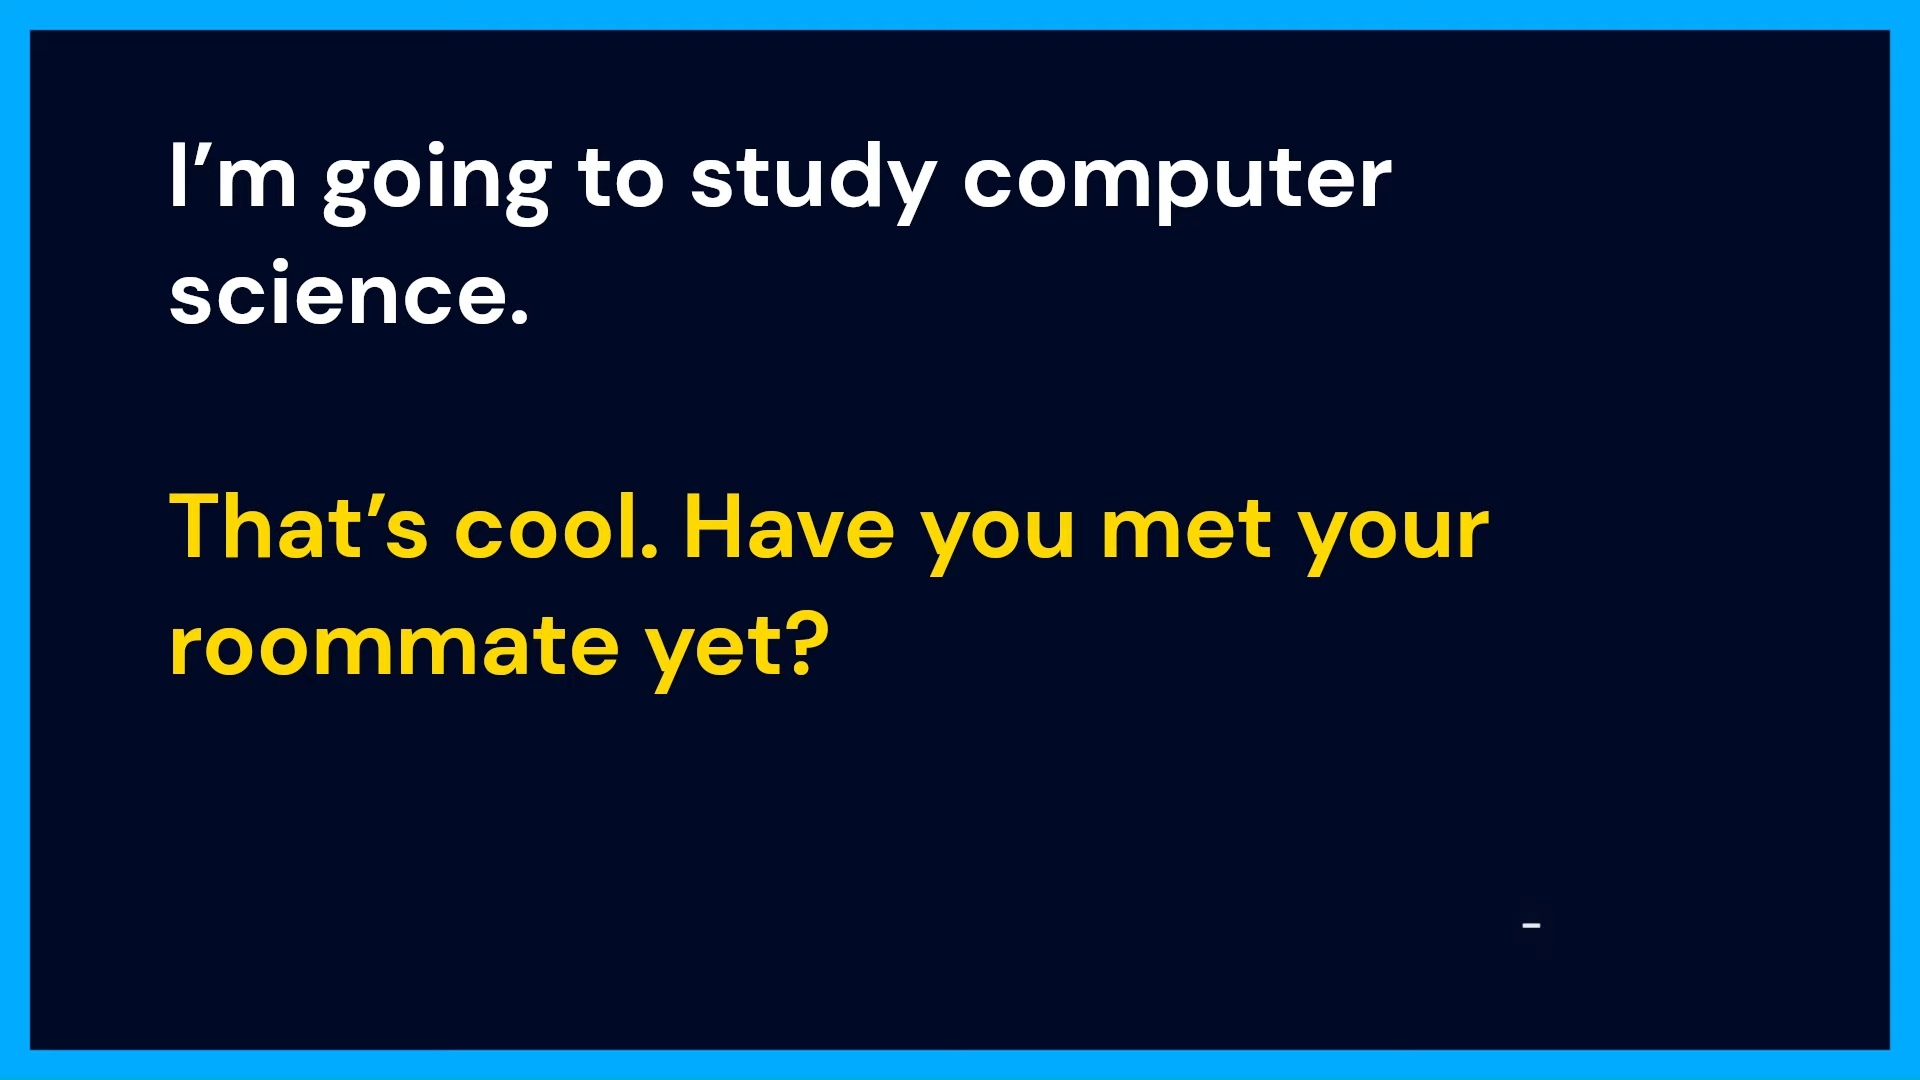 I’m going to study computer
science.
That’s cool. Have you met your
roommate yet?
-